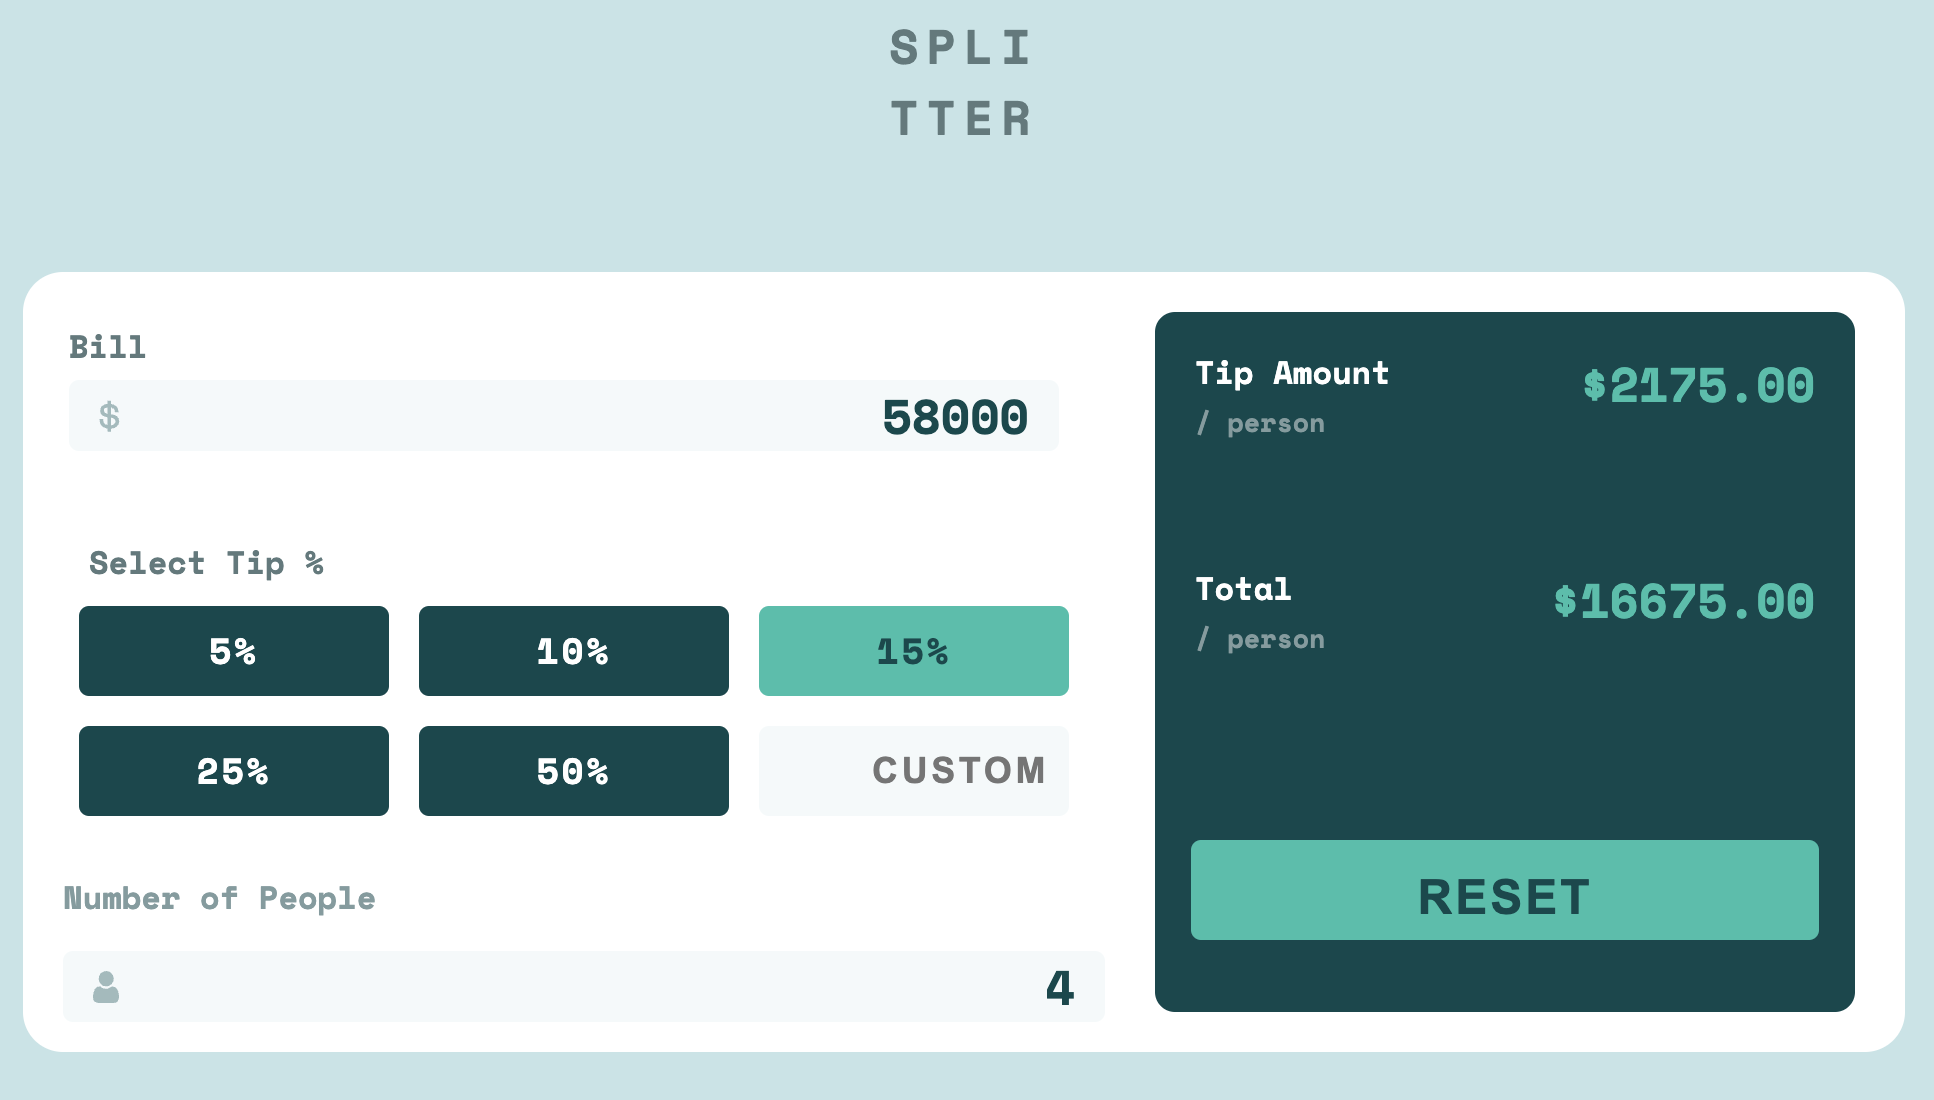 SPLI
TTER
Bill
$ 58000
Select Tip %
5% 10% 15%
25% 50% CUSTOM
Number of People
4
Tip Amount $2175.00
/ person
Total $16675.00
/ person
RESET